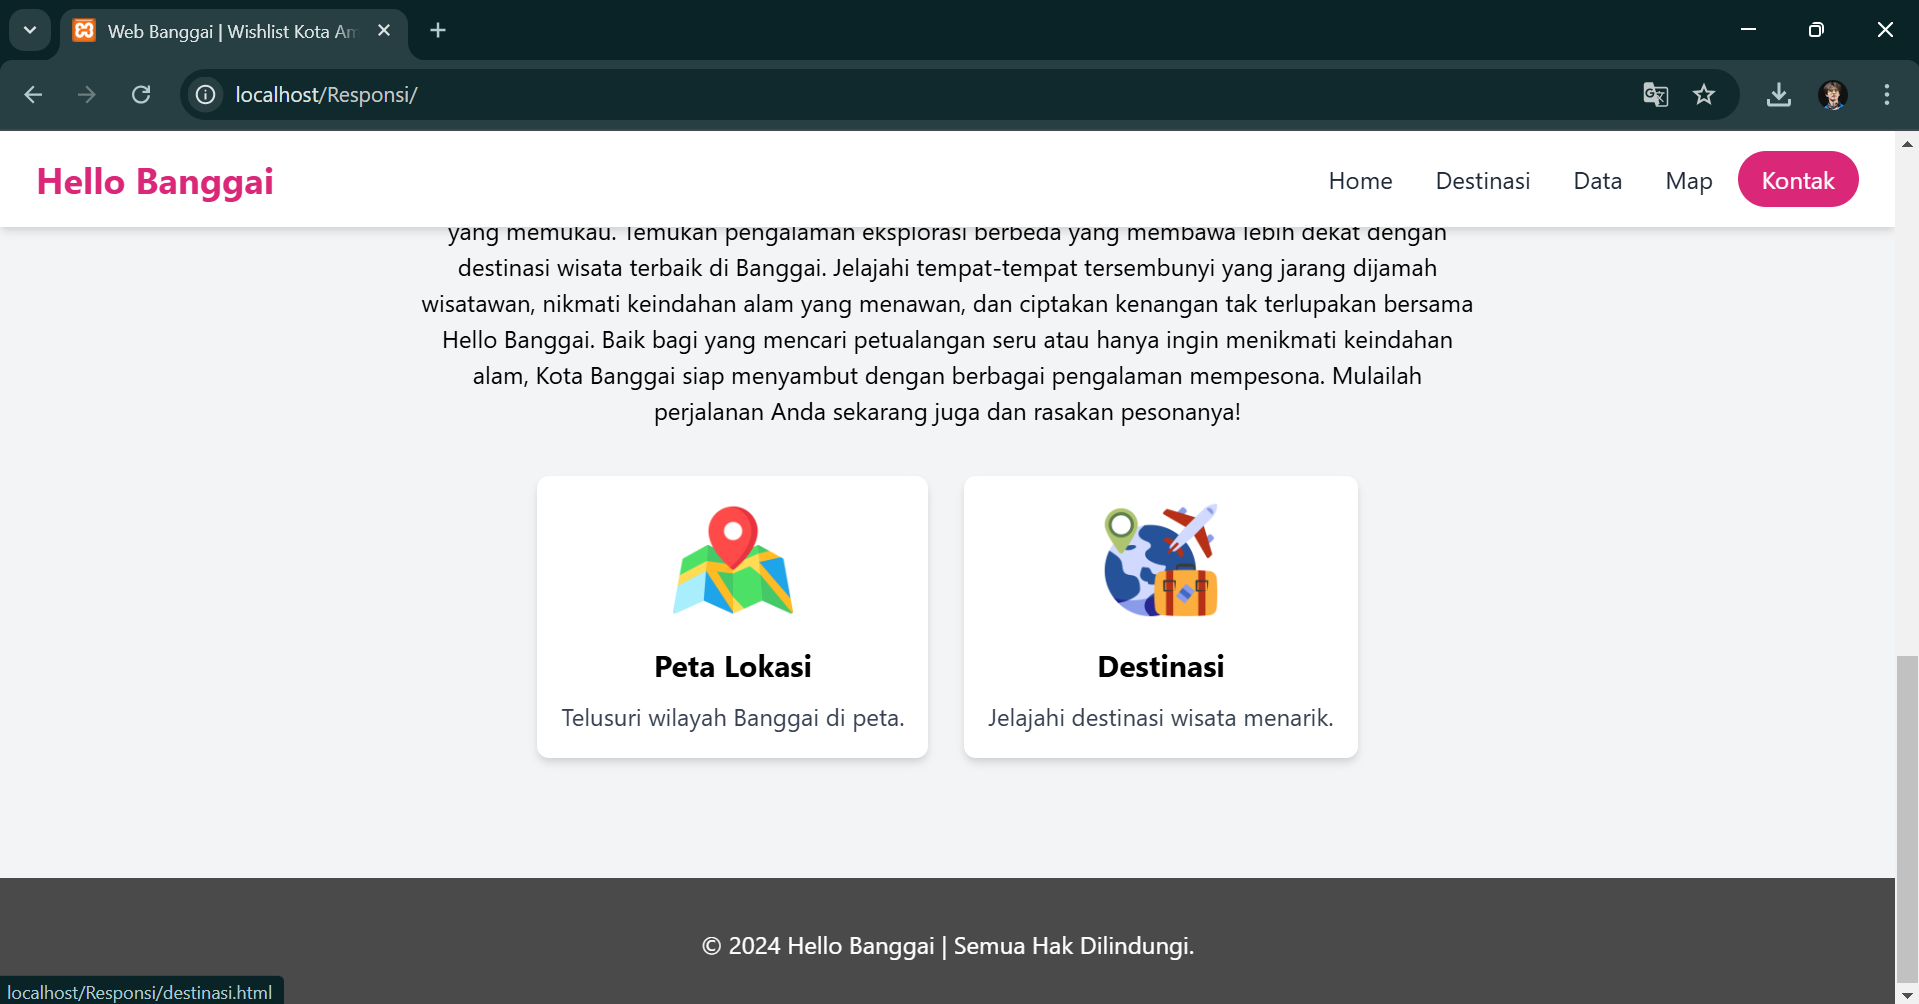 Web Banggai | Wishlist Kota Am
localhost/Responsi/
Hello Banggai
Home Destinasi Data Map Kontak
yang memukau. Temukan pengalaman eksplorasi berbeda yang membawa lebih dekat dengan
destinasi wisata terbaik di Banggai. Jelajahi tempat-tempat tersembunyi yang jarang dijamah
wisatawan, nikmati keindahan alam yang menawan, dan ciptakan kenangan tak terlupakan bersama
Hello Banggai. Baik bagi yang mencari petualangan seru atau hanya ingin menikmati keindahan
alam, Kota Banggai siap menyambut dengan berbagai pengalaman mempesona. Mulailah
perjalanan Anda sekarang juga dan rasakan pesonanya!
Peta Lokasi
Telusuri wilayah Banggai di peta.
Destinasi
Jelajahi destinasi wisata menarik.
© 2024 Hello Banggai | Semua Hak Dilindungi.
localhost/Responsi/destinasi.html